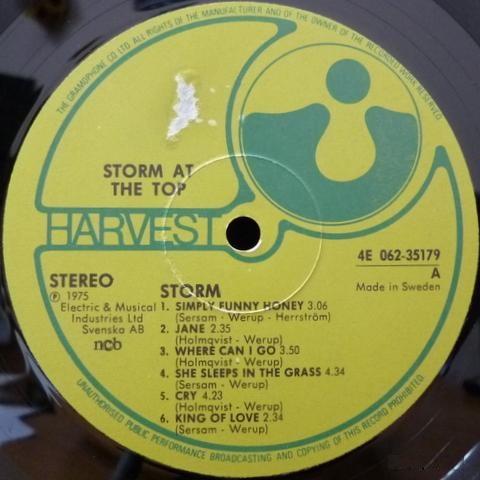 THE GRAMOPHONE CO LTD. ALL RIGHTS OF THE MANUFACTURER AND OF THE OWNER OF THE RECORDED WORK RESERVED
STORM AT
THE TOP
HARVEST
4E 062-35179
A
Made in Sweden
STEREO
Ⓟ 1975
Electric & Musical
Industries Ltd
Svenska AB
ncb
STORM
1. SIMPLY FUNNY HONEY 3.06
(Sersam - Werup - Herrström)
2. JANE 2.35
(Holmqvist - Werup)
3. WHERE CAN I GO 3.50
(Holmqvist - Werup)
4. SHE SLEEPS IN THE GRASS 4.34
(Sersam - Werup)
5. CRY 4.23
(Holmqvist - Werup)
6. KING OF LOVE 2.34
(Sersam - Werup)
UNAUTHORISED PUBLIC PERFORMANCE BROADCASTING AND COPYING OF THIS RECORD PROHIBITED